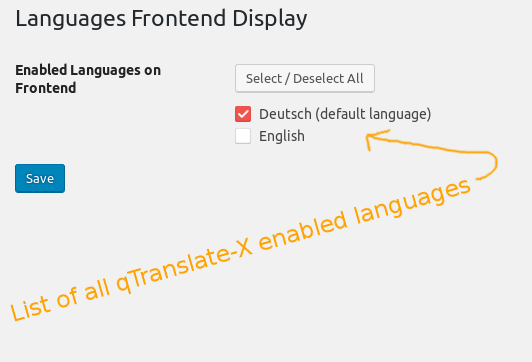 Languages Frontend Display
Enabled Languages on
Frontend
Select / Deselect All
Deutsch (default language)
English
Save
List of all qTranslate-X enabled languages